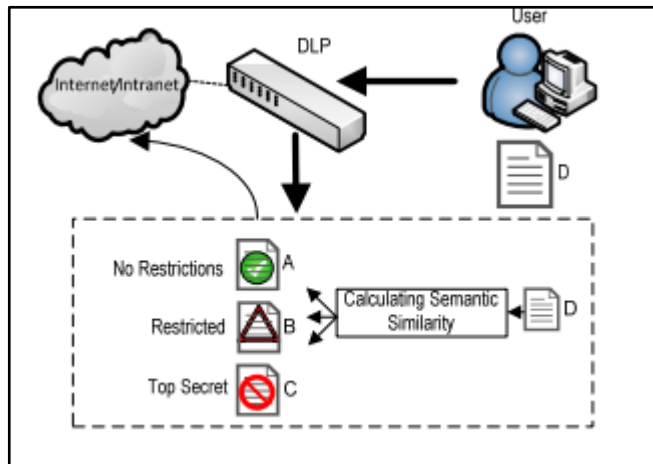 User
DLP
Internet/Intranet
D
No Restrictions A
Calculating Semantic
Similarity
D
Restricted B
Top Secret C